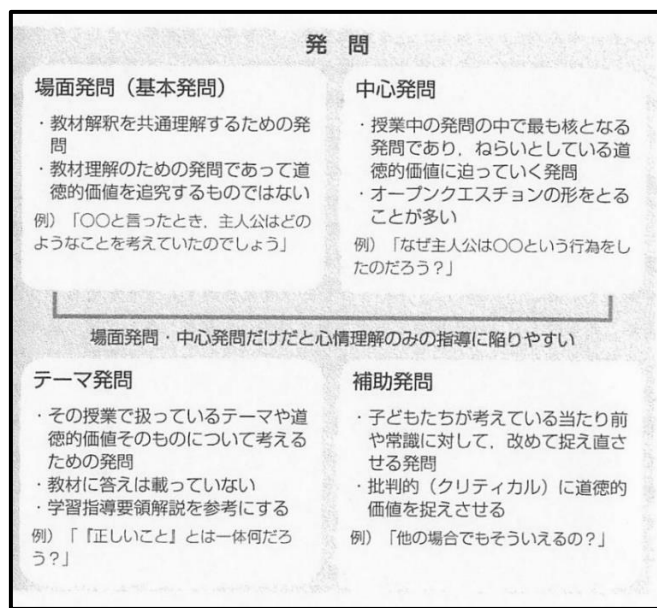 発 問
場面発問（基本発問）
・教材解釈を共通理解するための発
問
・教材理解のための発問であって道
徳的価値を追究するものではない
例）「〇〇と言ったとき，主人公はどの
ようなことを考えていたのでしょう」
中心発問
・授業中の発問の中で最も核となる
発問であり，ねらいとしている道
徳的価値に迫っていく発問
・オープンクエスチョンの形をとる
ことが多い
例）「なぜ主人公は〇〇という行為をし
たのだろう？」
場面発問・中心発問だけだと心情理解のみの指導に陥りやすい
テーマ発問
・その授業で扱っているテーマや道
徳的価値そのものについて考える
ための発問
・教材に答えは載っていない
・学習指導要領解説を参考にする
例）「『正しいこと』とは一体何だろ
う？」
補助発問
・子どもたちが考えている当たり前
や常識に対して，改めて捉え直さ
せる発問
・批判的（クリティカル）に道徳的
価値を捉えさせる
例）「他の場合でもそういえるの？」